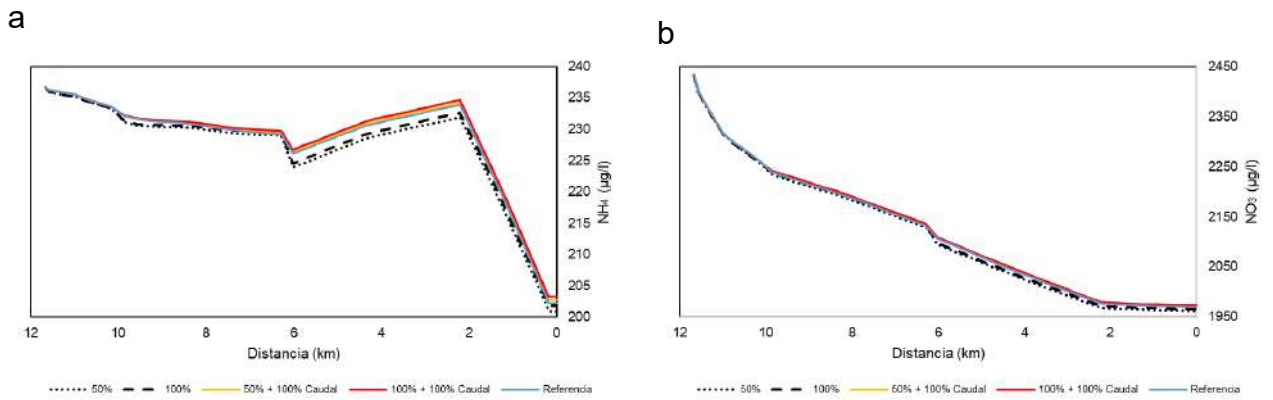 a
240
235
230
225
220
215
210
205
200
NH4 (µg/l)
12 10 8 6 4 2 0
Distancia (km)
50% 100% 50% + 100% Caudal 100% + 100% Caudal Referencia
b
2450
2350
2250
2150
2050
1950
NO3 (µg/l)
12 10 8 6 4 2 0
Distancia (km)
50% 100% 50% + 100% Caudal 100% + 100% Caudal Referencia